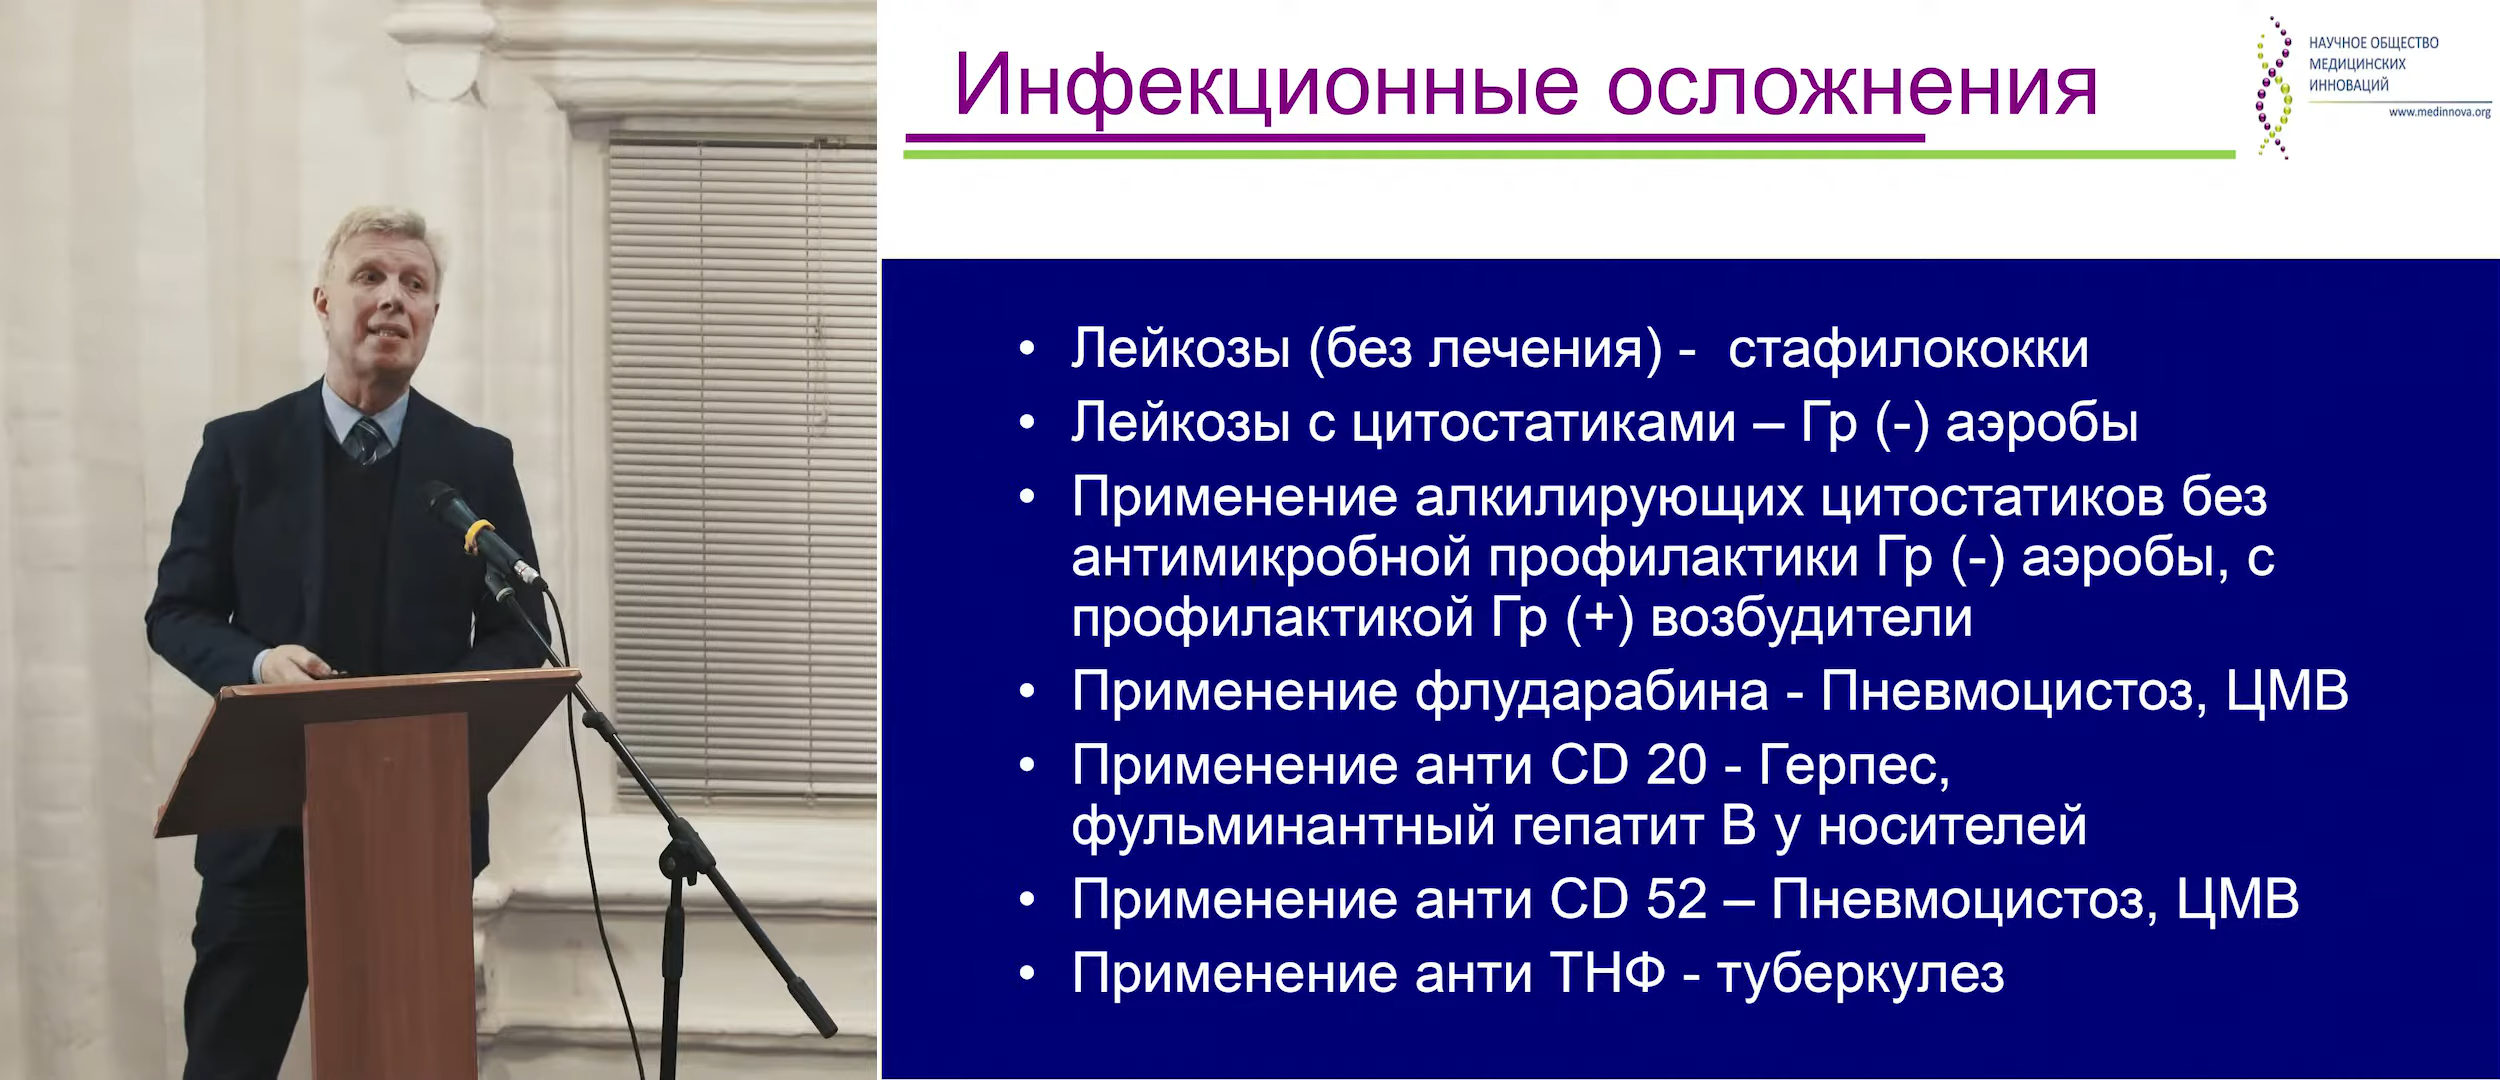 Инфекционные осложнения
НАУЧНОЕ ОБЩЕСТВО
МЕДИЦИНСКИХ
ИННОВАЦИЙ
www.medinnova.org
• Лейкозы (без лечения) - стафилококки
• Лейкозы с цитостатиками – Гр (-) аэробы
• Применение алкилирующих цитостатиков без
антимикробной профилактики Гр (-) аэробы, с
профилактикой Гр (+) возбудители
• Применение флударабина - Пневмоцистоз, ЦМВ
• Применение анти CD 20 - Герпес,
фульминантный гепатит В у носителей
• Применение анти CD 52 – Пневмоцистоз, ЦМВ
• Применение анти ТНФ - туберкулез